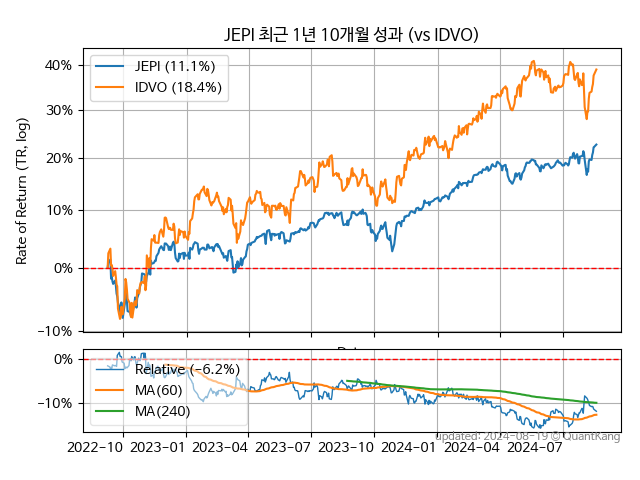 JEPI 최근 1년 10개월 성과 (vs IDVO)
Rate of Return (TR, log)
40%
30%
20%
10%
0%
−10%
JEPI (11.1%)
IDVO (18.4%)
0%
−10%
Relative (−6.2%)
MA(60)
MA(240)
2022-10 2023-01 2023-04 2023-07 2023-10 2024-01 2024-04 2024-07
updated: 2024-08-19 © QuantKang